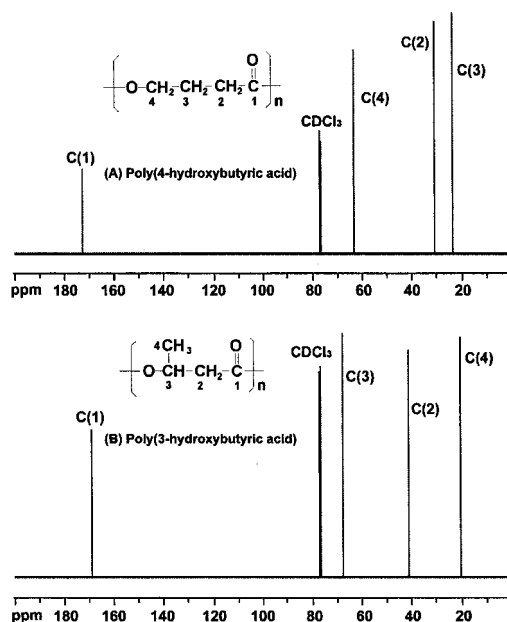 C(2)
C(3)
O
O-CH2-CH2-CH2-C
4 3 2 1 n
C(4)
CDCl3
C(1)
(A) Poly(4-hydroxybutyric acid)
ppm 180 160 140 120 100 80 60 40 20
4CH3 O
O-CH-CH2-C
3 2 1 n
CDCl3
C(3)
C(4)
C(2)
C(1)
(B) Poly(3-hydroxybutyric acid)
ppm 180 160 140 120 100 80 60 40 20